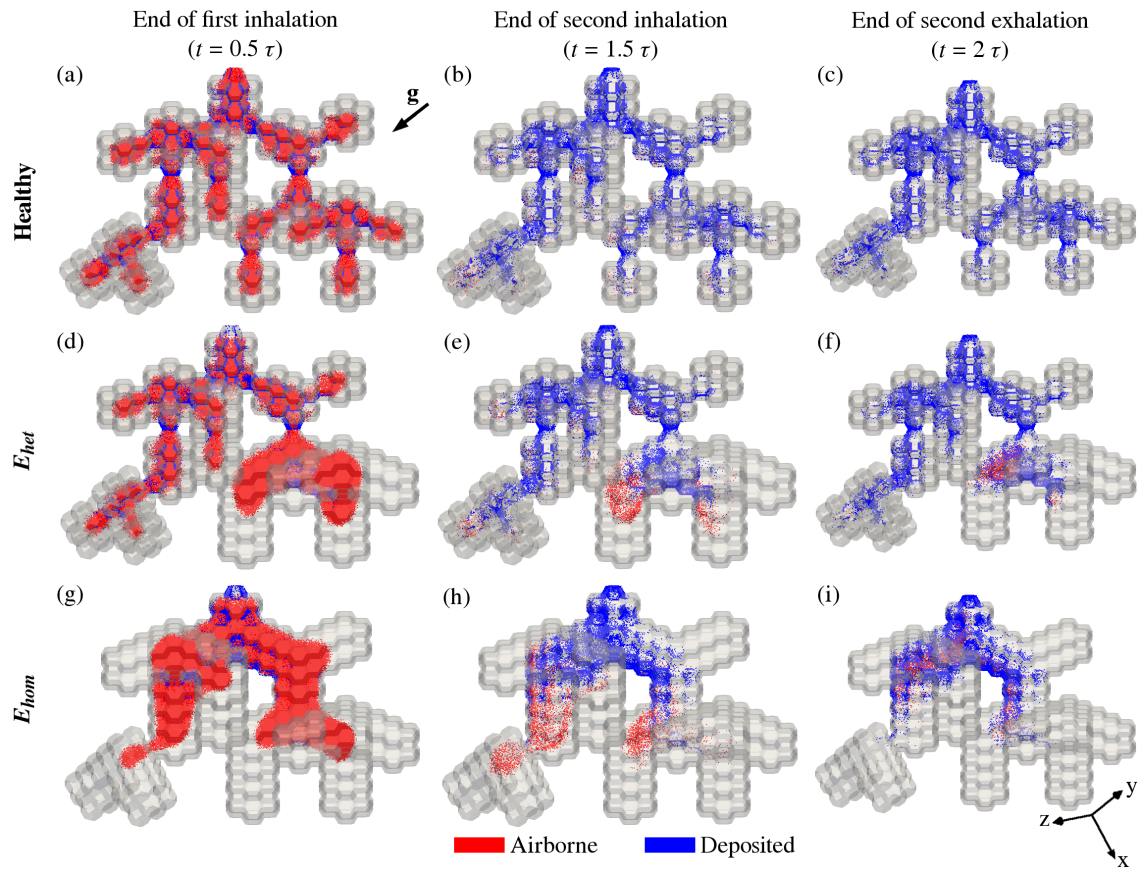 End of first inhalation
(t = 0.5 τ)
End of second inhalation
(t = 1.5 τ)
End of second exhalation
(t = 2 τ)
(a)
(b)
(c)
g
Healthy
(d)
(e)
(f)
E_het
(g)
(h)
(i)
E_hom
y
z
x
Airborne
Deposited